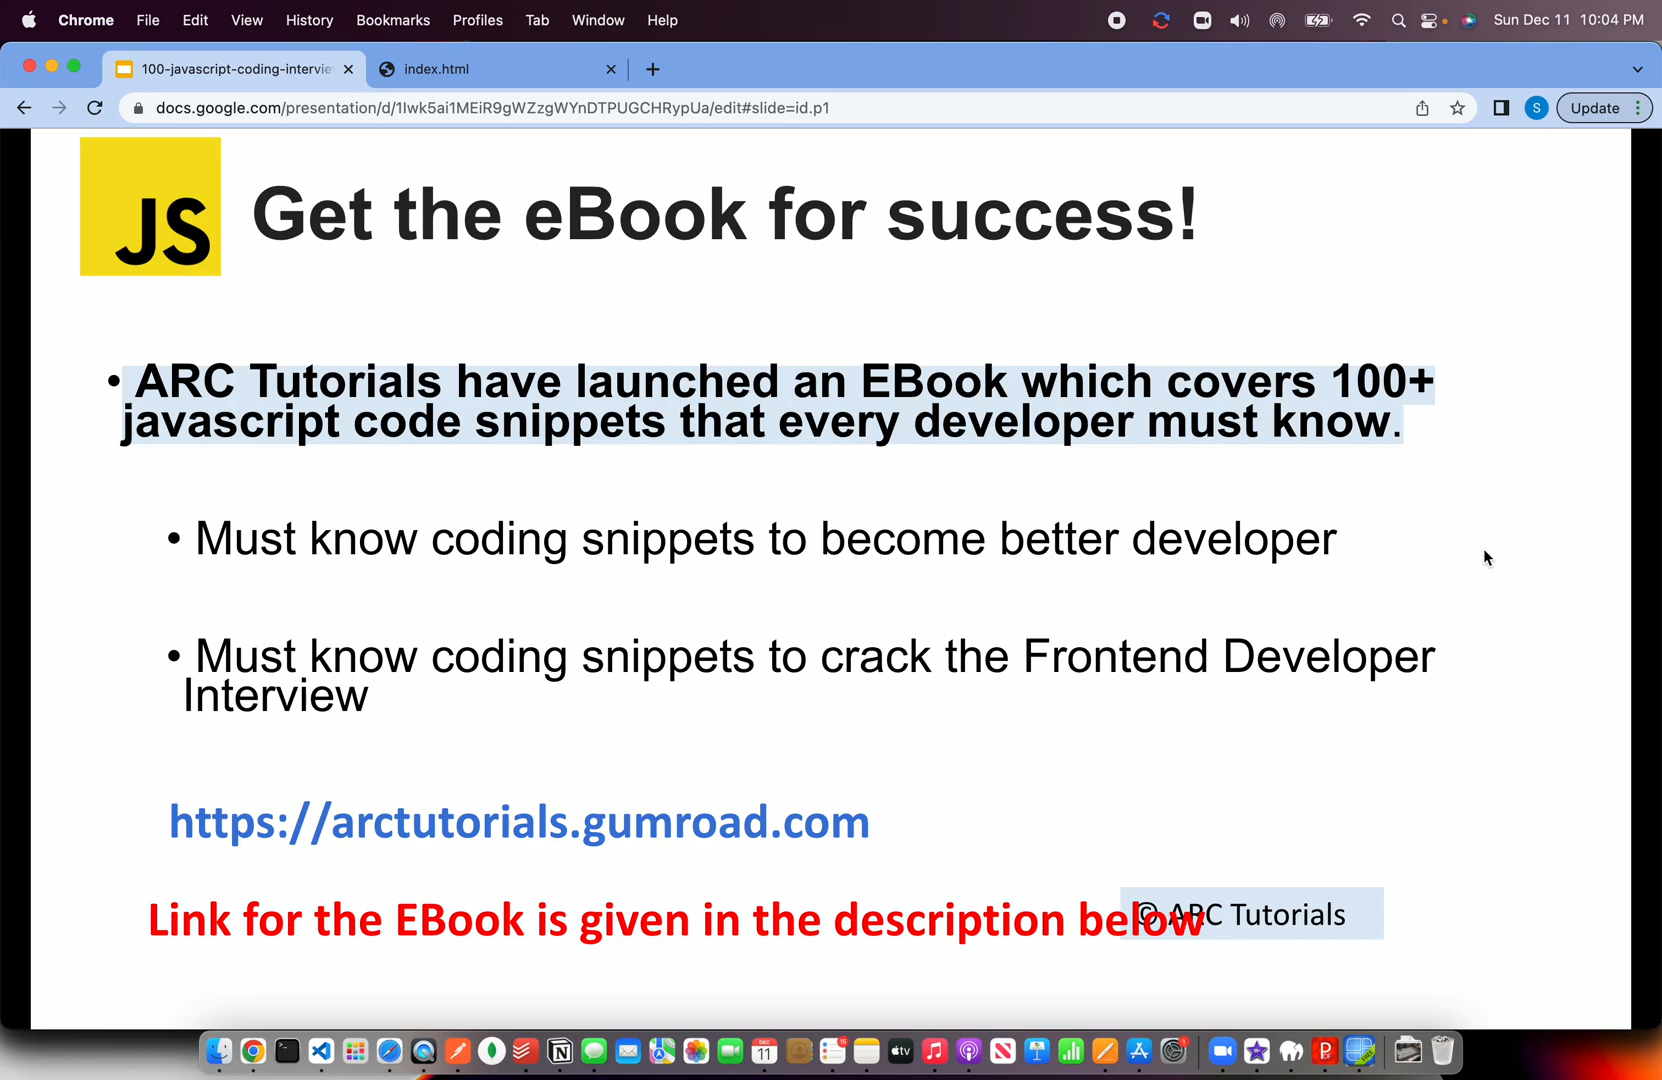 Chrome File Edit View History Bookmarks Profiles Tab Window Help Sun Dec 11 10:04 PM
100-javascript-coding-intervie index.html
docs.google.com/presentation/d/1lwk5ai1MEiR9gWZzgWYnDTPUGCHRypUa/edit#slide=id.p1 S Update
JS
Get the eBook for success!
• ARC Tutorials have launched an EBook which covers 100+
javascript code snippets that every developer must know.
• Must know coding snippets to become better developer
• Must know coding snippets to crack the Frontend Developer
Interview
https://arctutorials.gumroad.com
Link for the EBook is given in the description below
© ARC Tutorials
DEC
11
tv